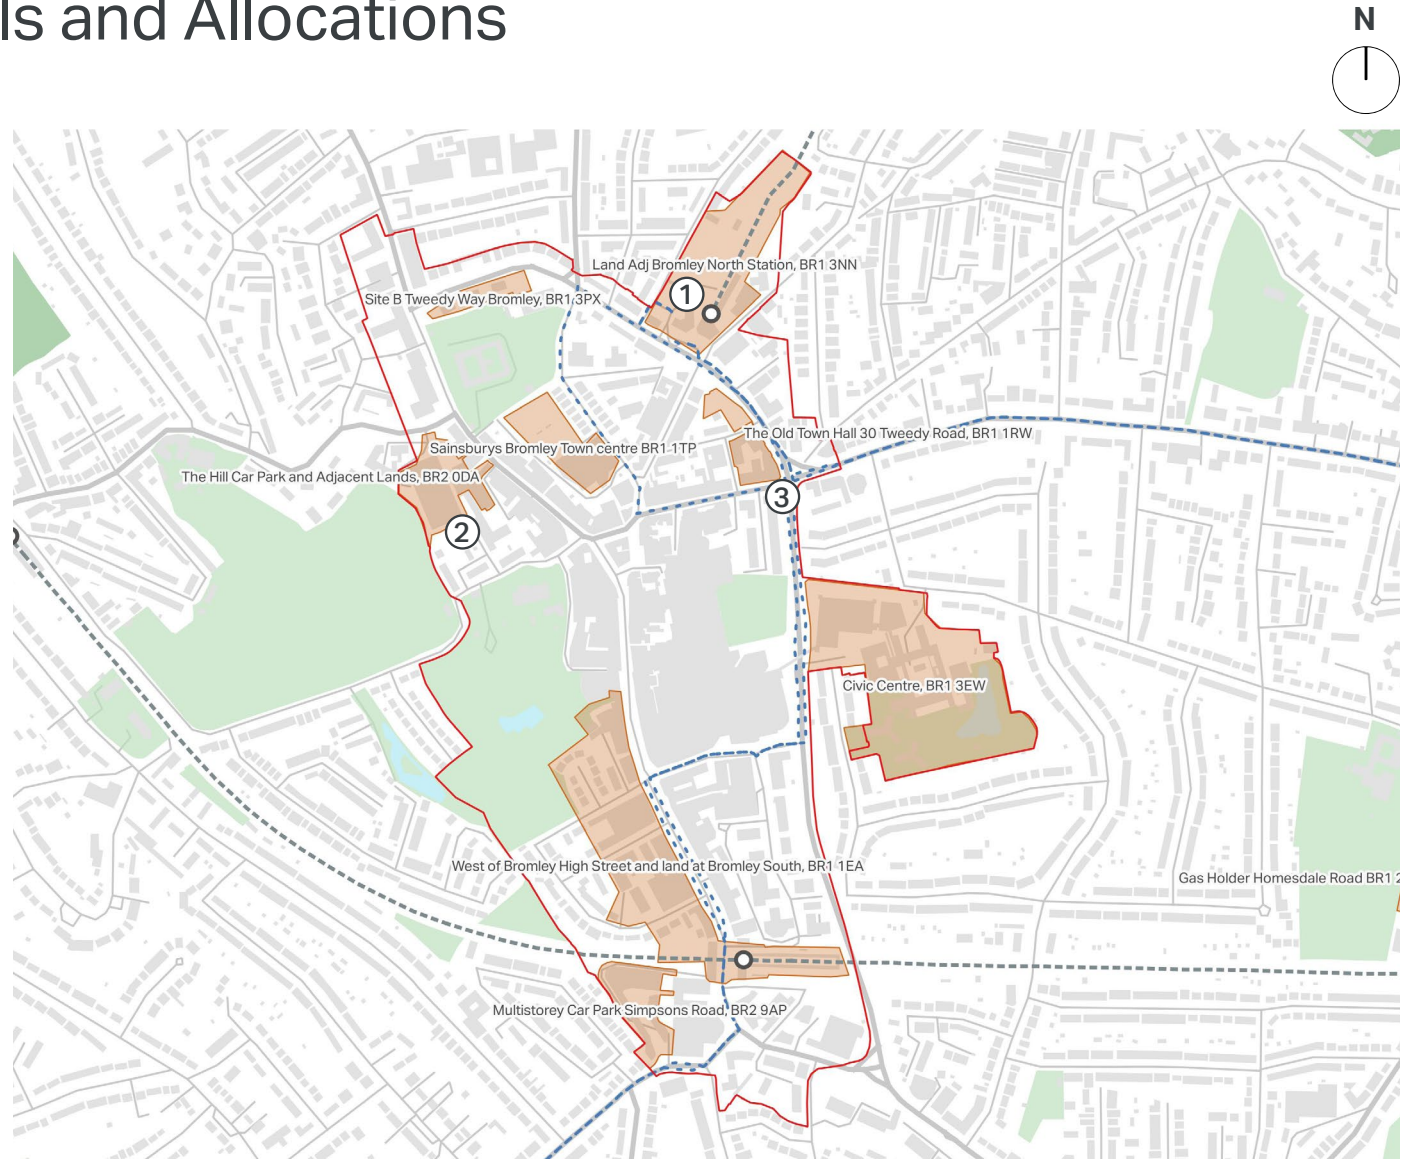 ls and Allocations
N
Land Adj Bromley North Station, BR1 3NN
1
Site B Tweedy Way Bromley, BR1 3PX
The Old Town Hall 30 Tweedy Road, BR1 1RW
Sainsburys Bromley Town centre BR1 1TP
The Hill Car Park and Adjacent Lands, BR2 0DA
3
2
Civic Centre, BR1 3EW
West of Bromley High Street and land at Bromley South, BR1 1EA
Gas Holder Homesdale Road BR1 2
Multistorey Car Park Simpsons Road, BR2 9AP